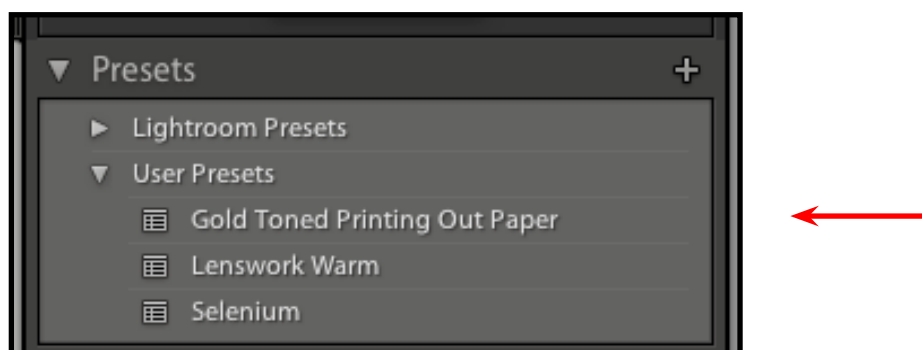 Presets
Lightroom Presets
User Presets
Gold Toned Printing Out Paper
Lenswork Warm
Selenium